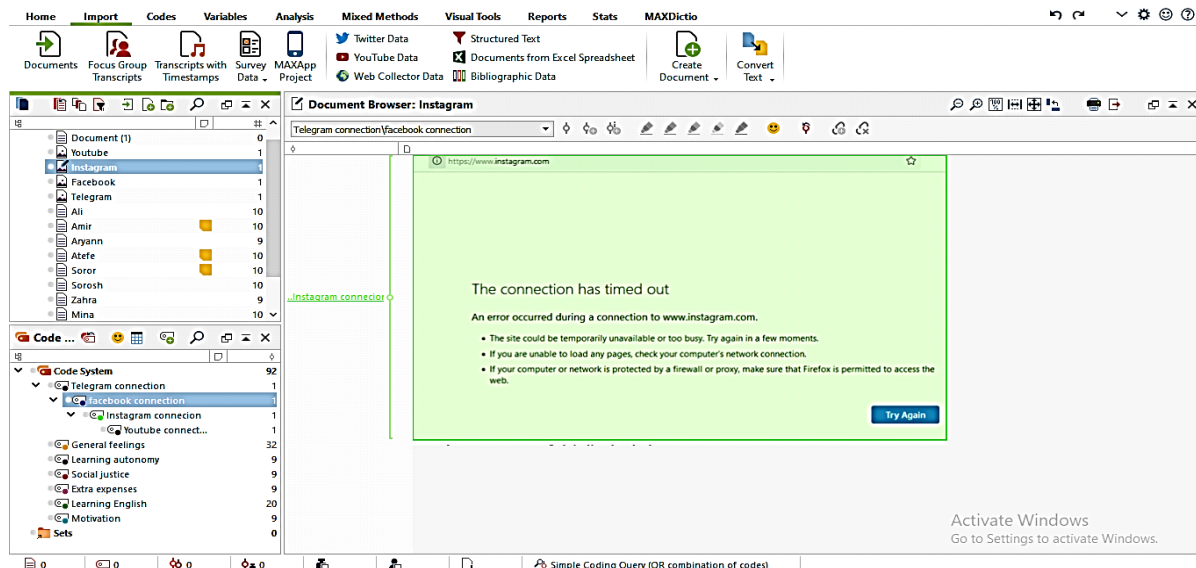 Home Import Codes Variables Analysis Mixed Methods Visual Tools Reports Stats MAXDictio
Documents
Focus Group
Transcripts
Transcripts with
Timestamps
Survey
Data
MAXApp
Project
Twitter Data
YouTube Data
Web Collector Data
Structured Text
Documents from Excel Spreadsheet
Bibliographic Data
Create
Document
Convert
Text
Document Browser: Instagram
Telegram connection\facebook connection
#
Document (1) 0
Youtube 1
Instagram 1
Facebook 1
Telegram 1
Ali 10
Amir 10
Aryann 9
Atefe 10
Soror 10
Sorosh 10
Zahra 9
Mina 10
Code ...
Code System 92
Telegram connection 1
facebook connection 1
Instagram connecion 1
Youtube connect... 1
General feelings 32
Learning autonomy 9
Social justice 9
Extra expenses 9
Learning English 20
Motivation 9
Sets 0
..Instagram connecion
https://www.instagram.com
The connection has timed out
An error occurred during a connection to www.instagram.com.
• The site could be temporarily unavailable or too busy. Try again in a few moments.
• If you are unable to load any pages, check your computer's network connection.
• If your computer or network is protected by a firewall or proxy, make sure that Firefox is permitted to access the
web.
Try Again
Activate Windows
Go to Settings to activate Windows.
0 0 0 0 Simple Coding Query (OR combination of codes)